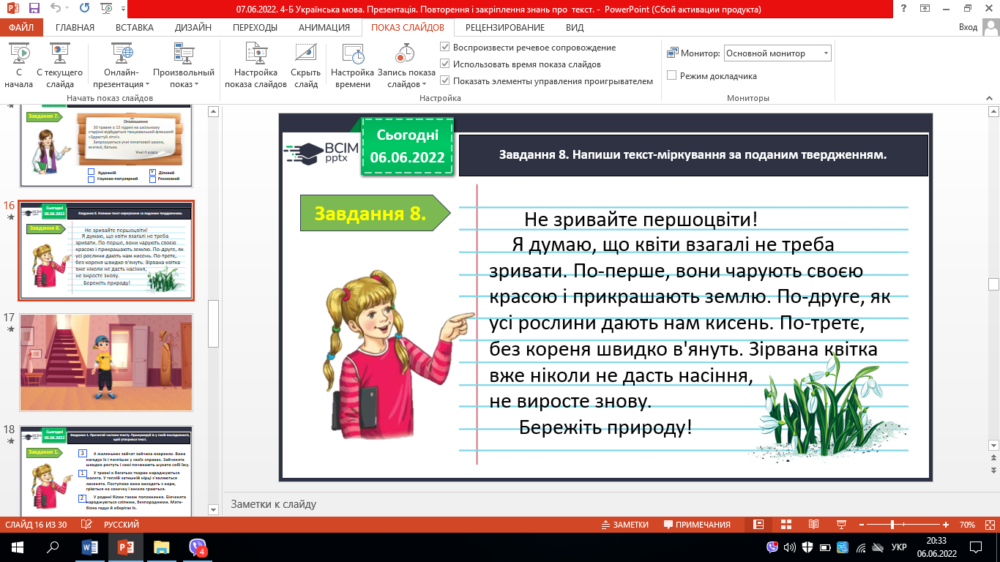 07.06.2022. 4-Б Українська мова. Презентація. Повторення і закріплення знань про текст. - PowerPoint (Сбой активации продукта)
ФАЙЛ ГЛАВНАЯ ВСТАВКА ДИЗАЙН ПЕРЕХОДЫ АНИМАЦИЯ ПОКАЗ СЛАЙДОВ РЕЦЕНЗИРОВАНИЕ ВИД Вход
С начала
С текущего слайда
Онлайн-презентация
Произвольный показ
Начать показ слайдов
Настройка показа слайдов
Скрыть слайд
Настройка времени
Запись показа слайдов
Воспроизвести речевое сопровождение
Использовать время показа слайдов
Показать элементы управления проигрывателем
Настройка
Монитор: Основной монитор
Режим докладчика
Мониторы
Завдання 7.
Оголошення
30 травня о 12 годині на шкільному
стадіоні відбудеться танцювальний флешмоб
«Здрастуй літо!».
Запрошуються учні початкової школи,
вчителі, батьки.
Учні 4 класу
Художній
V Діловий
Науково-популярний
Розмовний
16
Сьогодні
06.06.2022
Завдання 8. Напиши текст-міркування за поданим твердженням.
Завдання 8.
Не зривайте першоцвіти!
Я думаю, що квіти взагалі не треба
зривати. По-перше, вони чарують своєю
красою і прикрашають землю. По-друге, як
усі рослини дають нам кисень. По-третє,
без кореня швидко в'януть. Зірвана квітка
вже ніколи не дасть насіння,
не виросте знову.
Бережіть природу!
17
18
Сьогодні
06.06.2022
Завдання 1. Прочитай частини тексту. Пронумеруй їх у такій послідовності,
щоб утворився текст.
Завдання 1.
3 А маленьких зайчат зайчиха охороняє. Вона
нагодує їх і поспішає у своїх справах. Зайченята
швидко ростуть і самі починають шукати собі їжу.
1 У травні в багатьох тварин народжуються
малята. У теплій затишній нірці з'являються
лисенята. Поступово вони виходять з нори,
гріються на сонечку і весело граються.
2 У родині білки також поповнення. Білченята
народжуються сліпими, безпорадними. Мати-
білка годує й оберігає їх.
ВСІМ
pptx
Сьогодні
06.06.2022
Завдання 8. Напиши текст-міркування за поданим твердженням.
Завдання 8.
Не зривайте першоцвіти!
Я думаю, що квіти взагалі не треба
зривати. По-перше, вони чарують своєю
красою і прикрашають землю. По-друге, як
усі рослини дають нам кисень. По-третє,
без кореня швидко в'януть. Зірвана квітка
вже ніколи не дасть насіння,
не виросте знову.
Бережіть природу!
Заметки к слайду
СЛАЙД 16 ИЗ 30 РУССКИЙ ЗАМЕТКИ ПРИМЕЧАНИЯ 70%
4
УКР
20:33
06.06.2022